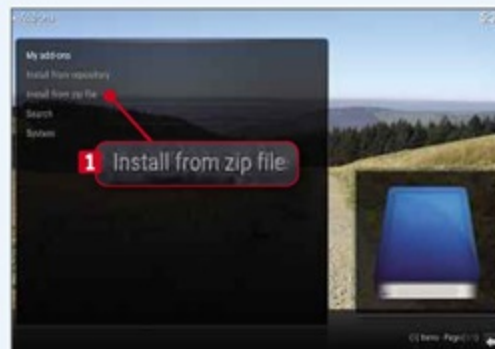 Add-ons
My add-ons
Install from repository
Install from zip file
Search
System
1 Install from zip file